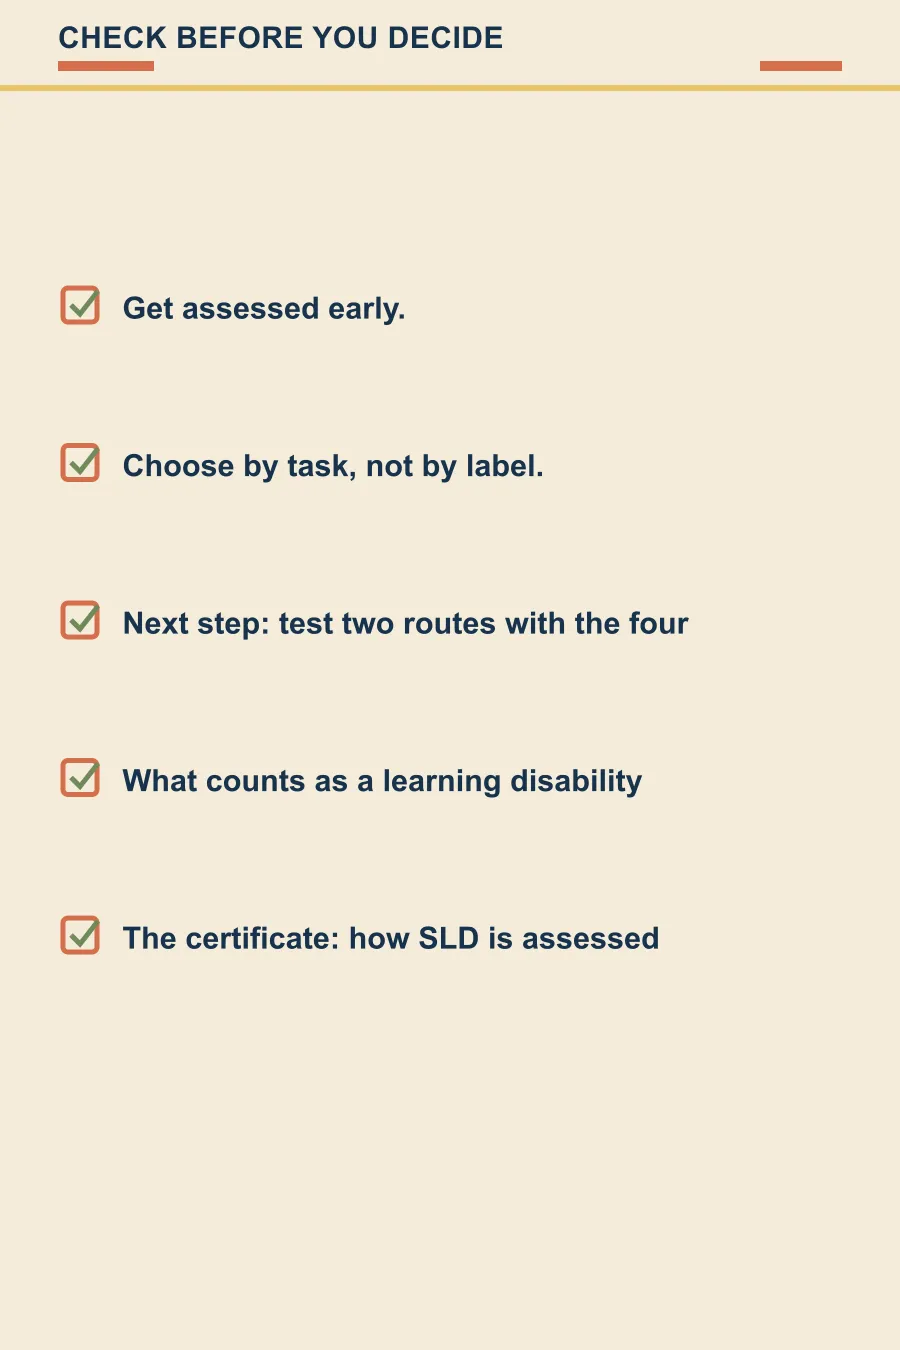 CHECK BEFORE YOU DECIDE
Get assessed early.
Choose by task, not by label.
Next step: test two routes with the four
What counts as a learning disability
The certificate: how SLD is assessed